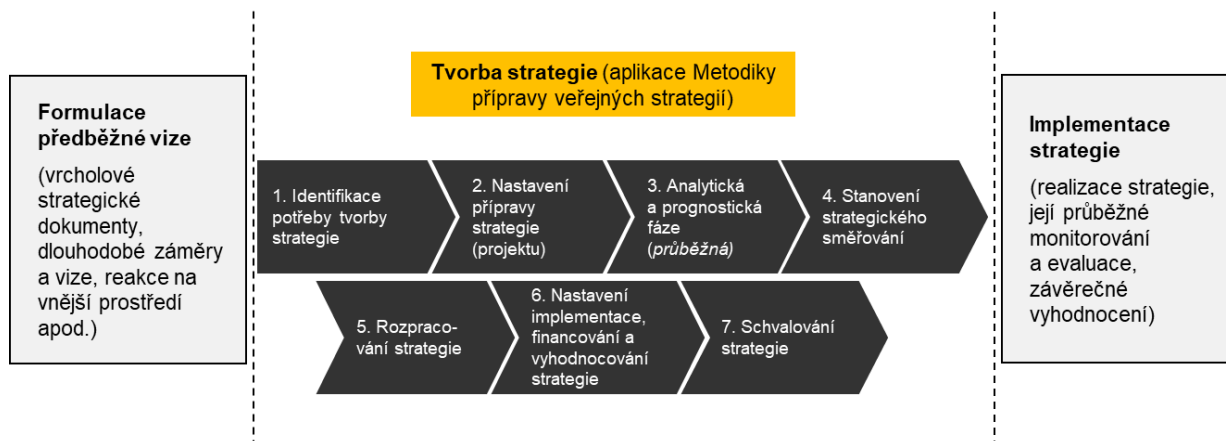 Formulace
předběžné vize
(vrcholové
strategické
dokumenty,
dlouhodobé záměry
a vize, reakce na
vnější prostředí
apod.)
Tvorba strategie (aplikace Metodiky
přípravy veřejných strategií)
1. Identifikace
potřeby tvorby
strategie
2. Nastavení
přípravy
strategie
(projektu)
3. Analytická
a prognostická
fáze
(průběžná)
4. Stanovení
strategického
směřování
5. Rozpraco-
vání strategie
6. Nastavení
implementace,
financování a
vyhodnocování
strategie
7. Schvalování
strategie
Implementace
strategie
(realizace strategie,
její průběžné
monitorování
a evaluace,
závěrečné
vyhodnocení)